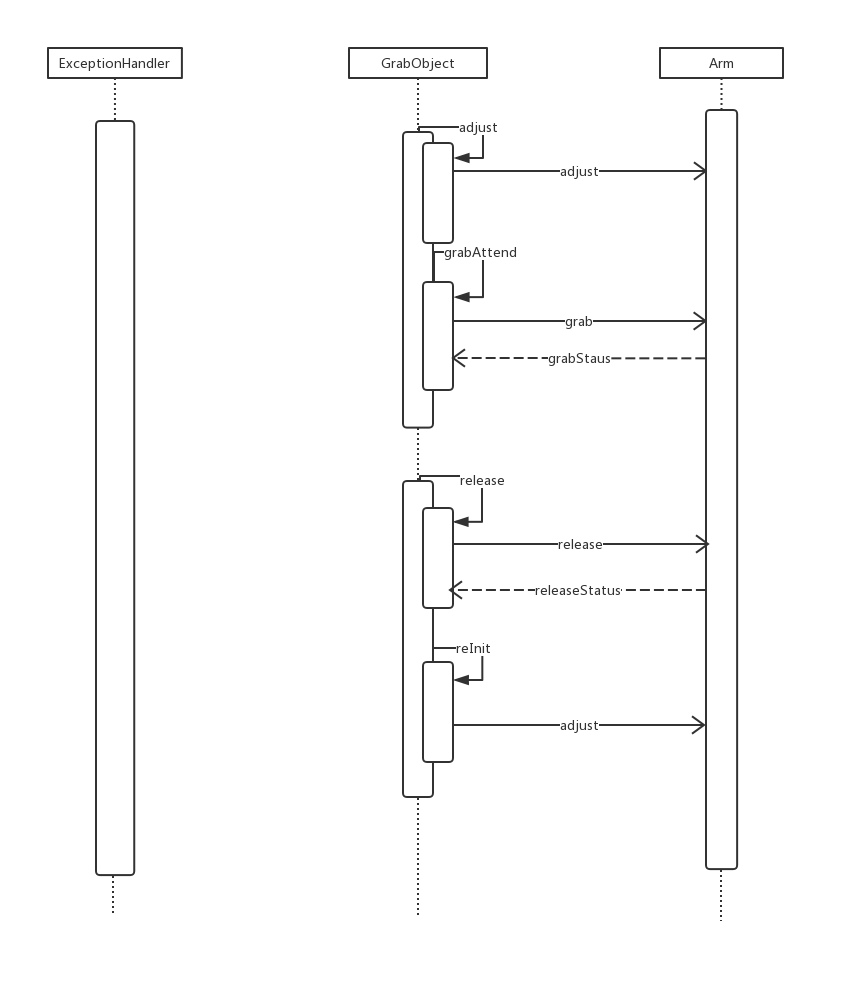 ExceptionHandler
GrabObject
Arm
adjust
adjust
grabAttend
grab
grabStaus
release
release
releaseStatus
reInit
adjust